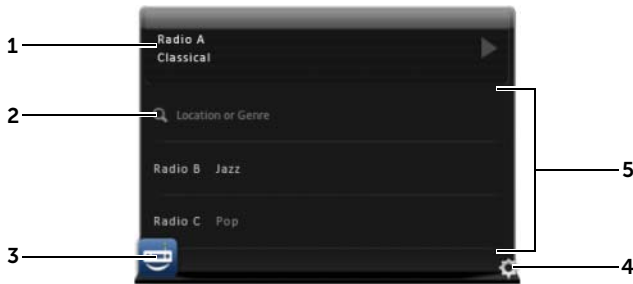 1
Radio A
Classical
2
Location or Genre
Radio B Jazz
5
Radio C Pop
3
4